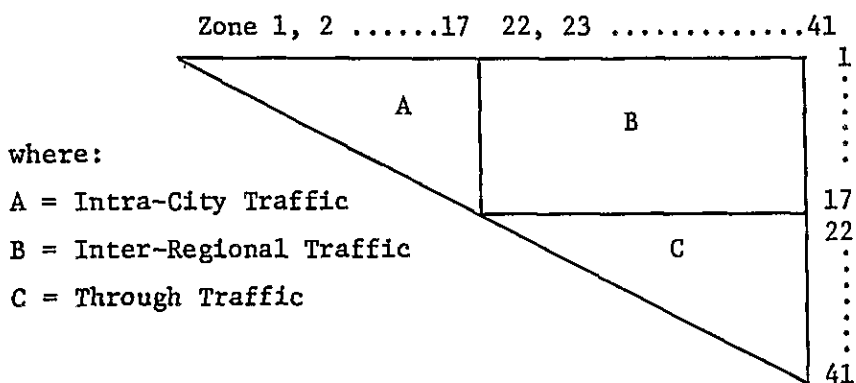 Zone 1, 2 ......17 22, 23 .............41
1
A
B
where:
A = Intra-City Traffic
17
B = Inter-Regional Traffic
22
C
C = Through Traffic
41